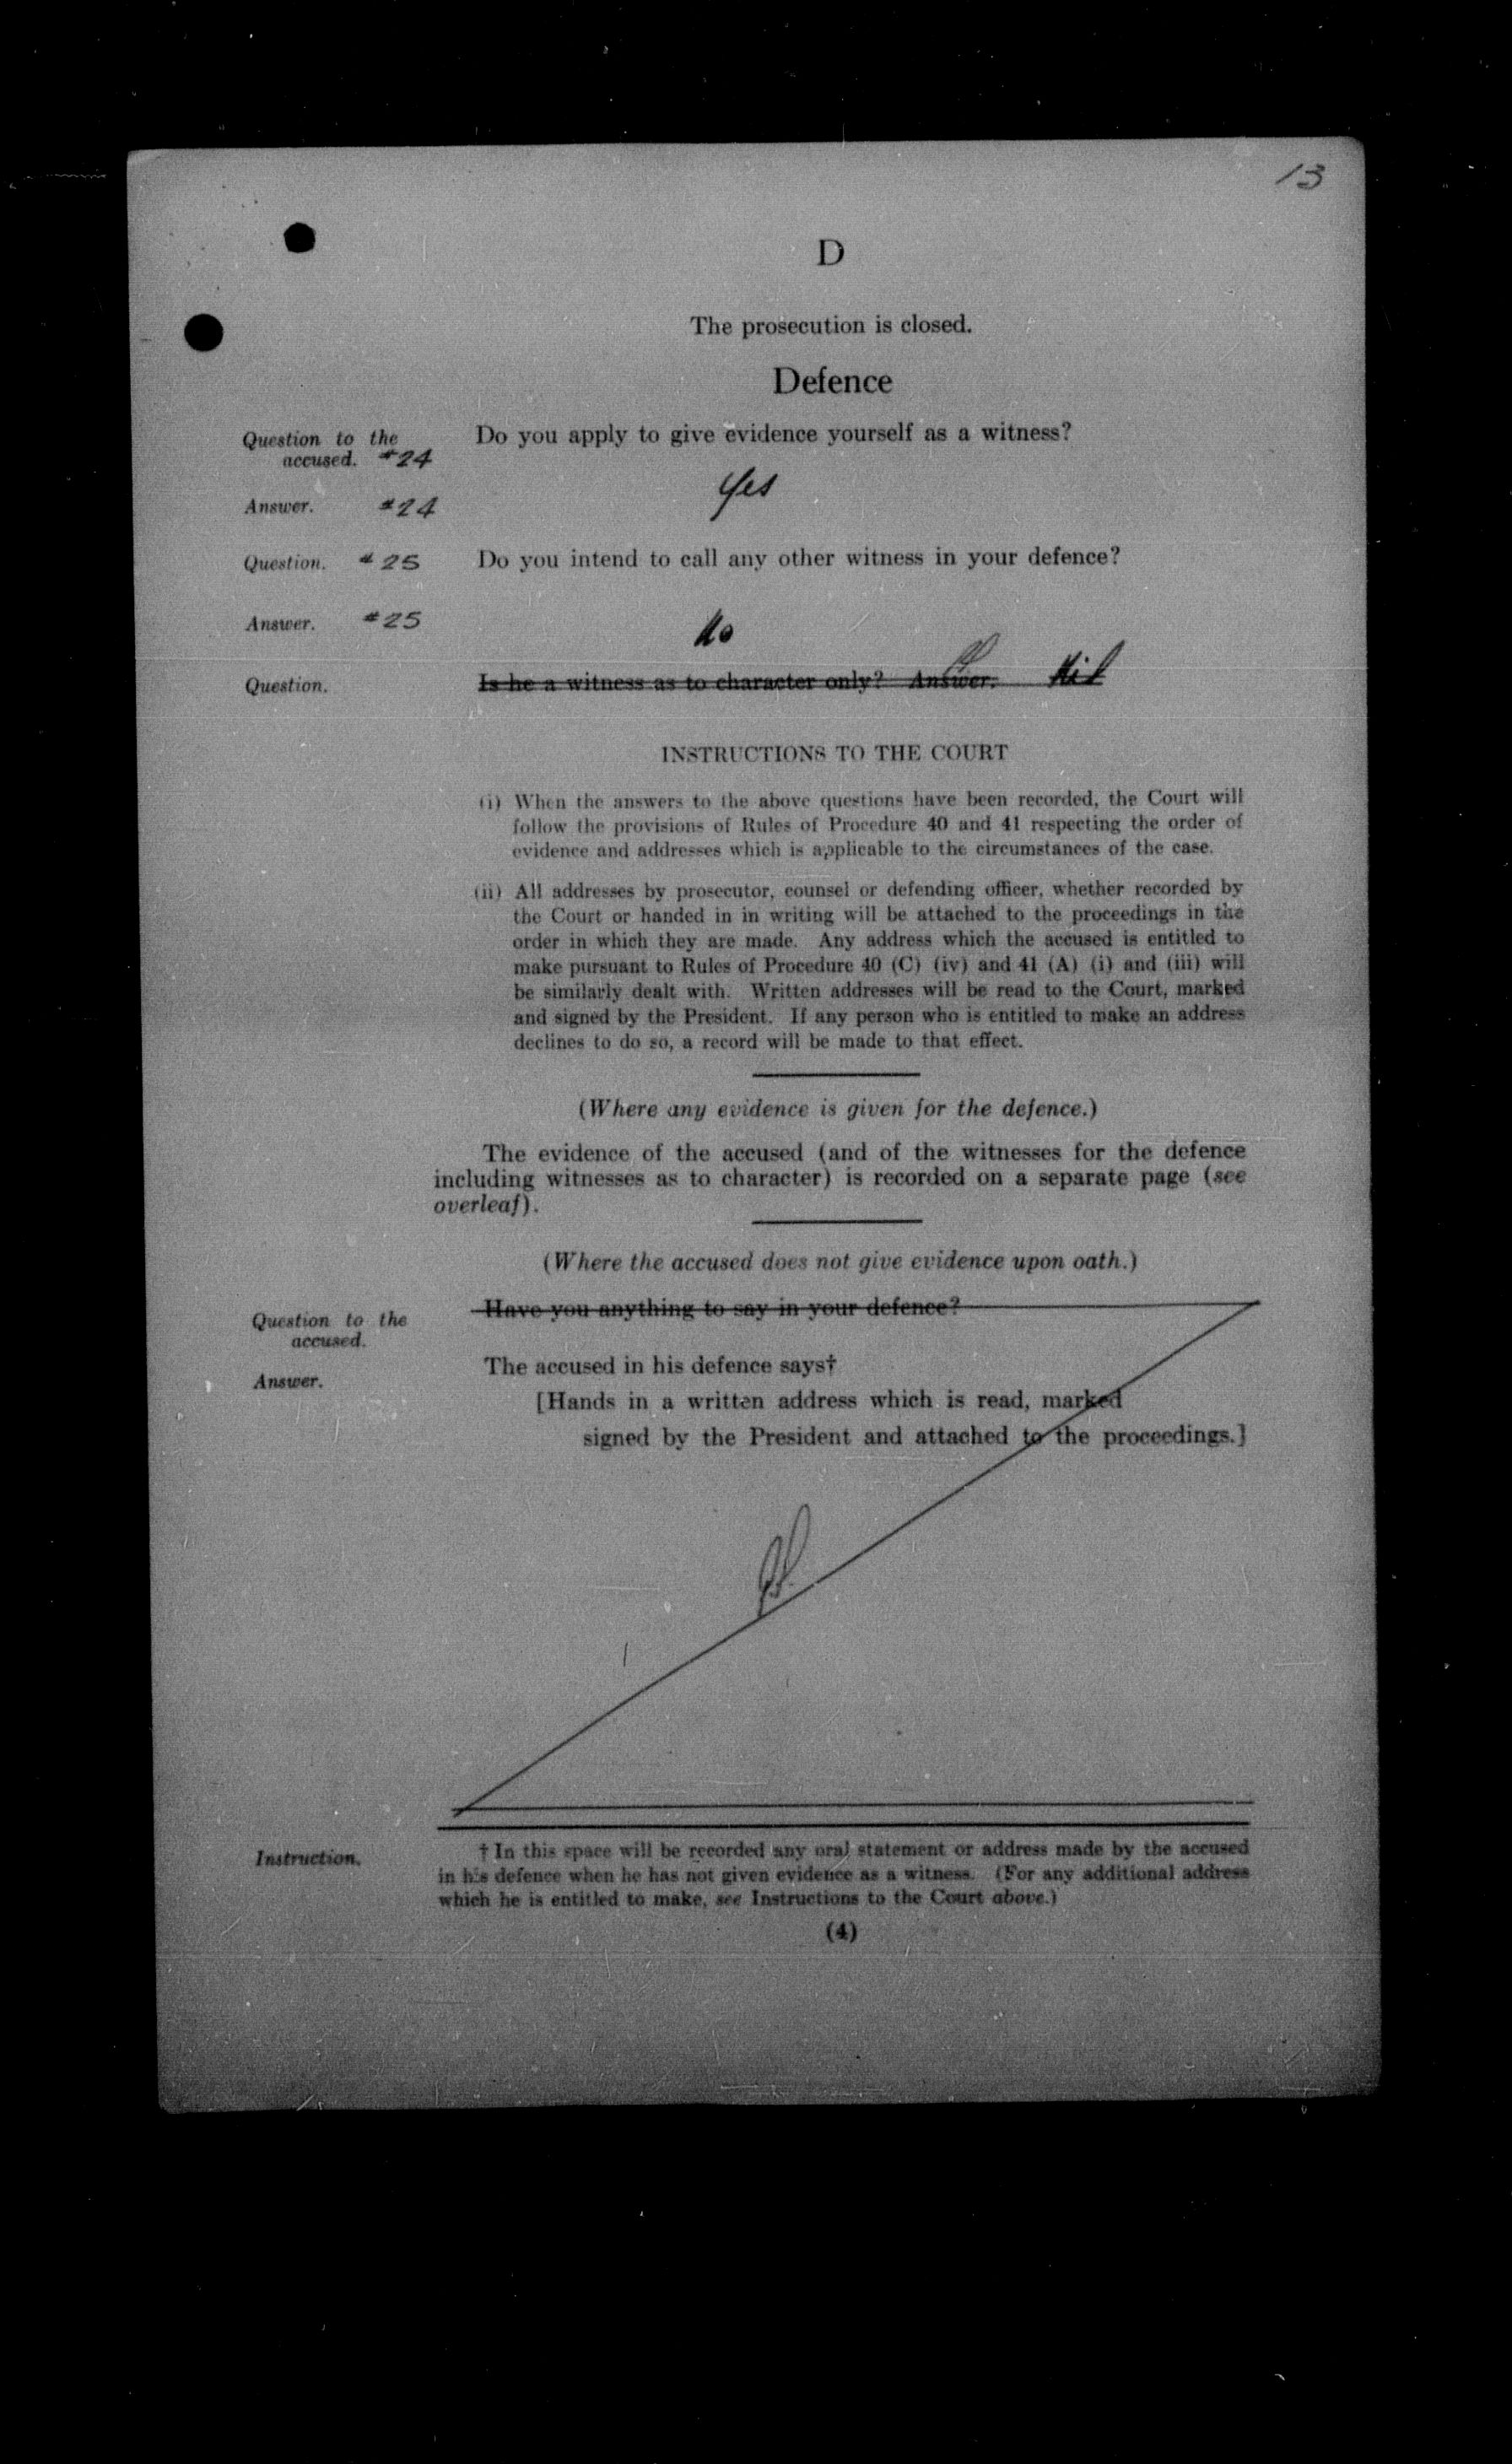 13
D
The prosecution is closed.
Defence
Question to the Do you apply to give evidence yourself as a witness?
accused. #24
Yes
Answer. #24
Question. #25 Do you intend to call any other witness in your defence?
Answer. #25
No
Question. Is he a witness as to character only? Answer. Nil
INSTRUCTIONS TO THE COURT
(i) When the answers to the above questions have been recorded, the Court will
follow the provisions of Rules of Procedure 40 and 41 respecting the order of
evidence and addresses which is applicable to the circumstances of the case.
(ii) All addresses by prosecutor, counsel or defending officer, whether recorded by
the Court or handed in in writing will be attached to the proceedings in the
order in which they are made. Any address which the accused is entitled to
make pursuant to Rules of Procedure 40 (C) (iv) and 41 (A) (i) and (iii) will
be similarly dealt with. Written addresses will be read to the Court, marked
and signed by the President. If any person who is entitled to make an address
declines to do so, a record will be made to that effect.
(Where any evidence is given for the defence.)
The evidence of the accused (and of the witnesses for the defence
including witnesses as to character) is recorded on a separate page (see
overleaf).
(Where the accused does not give evidence upon oath.)
Question to the Have you anything to say in your defence?
accused.
Answer. The accused in his defence says†
[Hands in a written address which is read, marked
signed by the President and attached to the proceedings.]
Instruction. † In this space will be recorded any oral statement or address made by the accused
in his defence when he has not given evidence as a witness. (For any additional address
which he is entitled to make, see Instructions to the Court above.)
(4)